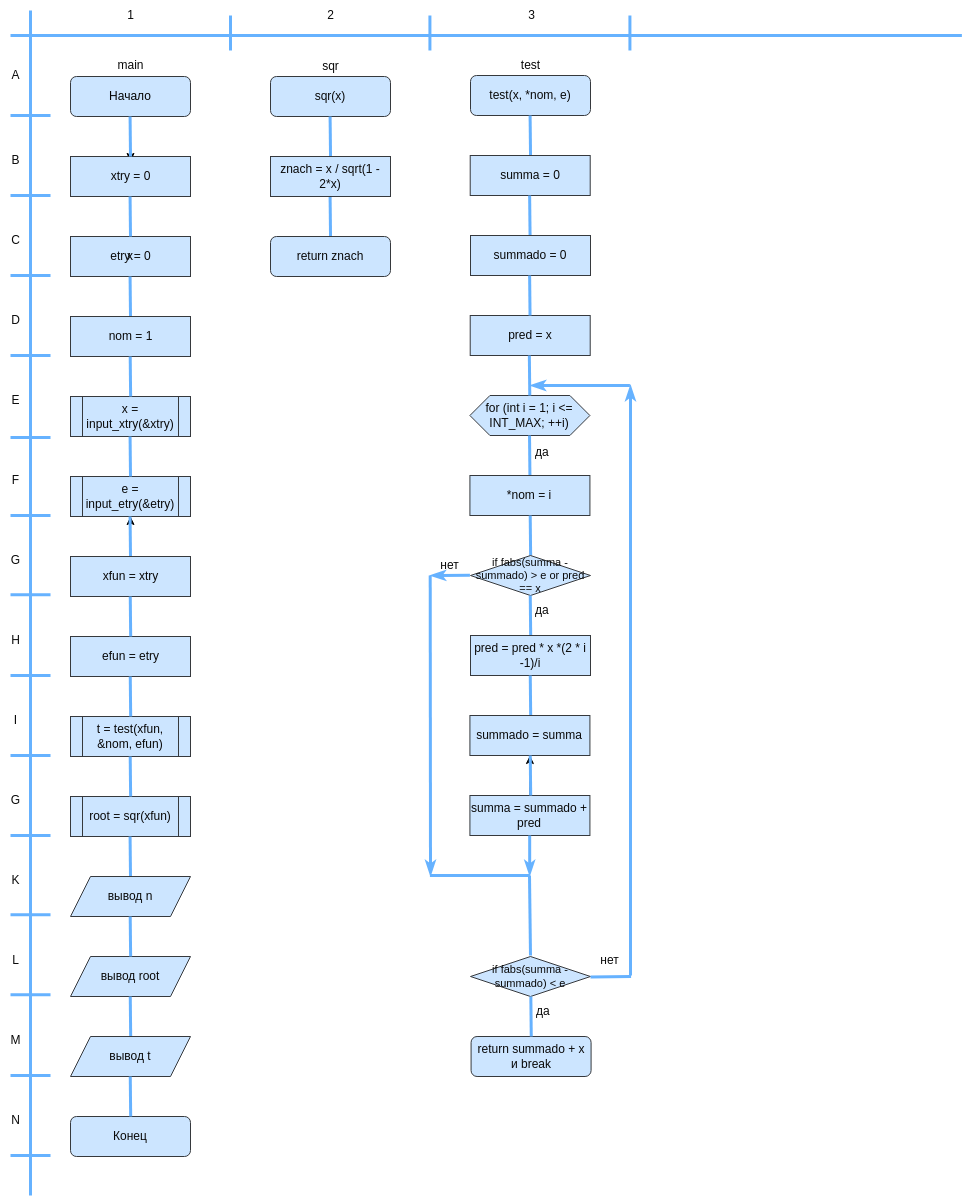 1
2
3
A
B
C
D
E
F
G
H
I
G
K
L
M
N
main
Начало
xtry = 0
etry = 0
x
nom = 1
x =
input_xtry(&xtry)
e =
input_etry(&etry)
xfun = xtry
efun = etry
t = test(xfun,
&nom, efun)
root = sqr(xfun)
вывод n
вывод root
вывод t
Конец
sqr
sqr(x)
znach = x / sqrt(1 -
2*x)
return znach
test
test(x, *nom, e)
summa = 0
summado = 0
pred = x
for (int i = 1; i <=
INT_MAX; ++i)
да
*nom = i
нет
if fabs(summa -
summado) > e or pred
== x
да
pred = pred * x *(2 * i
-1)/i
summado = summa
summa = summado +
pred
if fabs(summa -
summado) < e
нет
да
return summado + x
и break